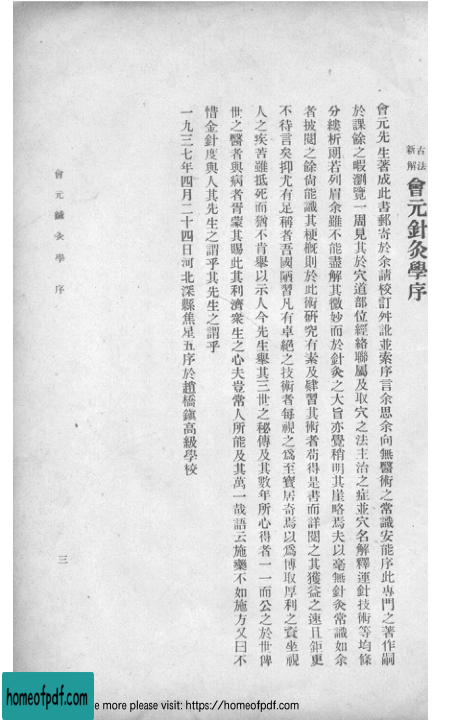 古法新解會元針灸學序
會元先生著成此書郵寄於余請校訂舛訛並索序言余思余向無醫術之常識安能序此專門之著作嗣
於課餘之暇瀏覽一周見其於穴道部位經絡聯屬及取穴之法主治之症並穴名解釋運針技術等均條
分縷析朗若列眉余雖不能盡解其微妙而於針灸之大旨亦覺稍明其崖略焉夫以毫無針灸常識如余
者披閱之餘尙能識其梗槪則於此術研究有素及肄習其術者苟得是書而詳閱之其獲益之速且鉅更
不待言矣抑尤有足稱者吾國陋習凡有卓絕之技術者每視之爲至寶居奇焉以爲博取厚利之資坐視
人之疾苦雖抵死而猶不肯舉以示人今先生舉其三世之秘傳及其數年所心得者一一而公之於世俾
世之醫者與病者胥蒙其賜此其利濟衆生之心夫豈常人所能及其萬一哉語云施藥不如施方又曰不
惜金針度與人其先生之謂乎其先生之謂乎
一九三七年四月二十四日河北深縣焦星五序於趙橋鎭高級學校
會元鍼灸學序
三
homeofpdf.com
e more please visit: https://homeofpdf.com